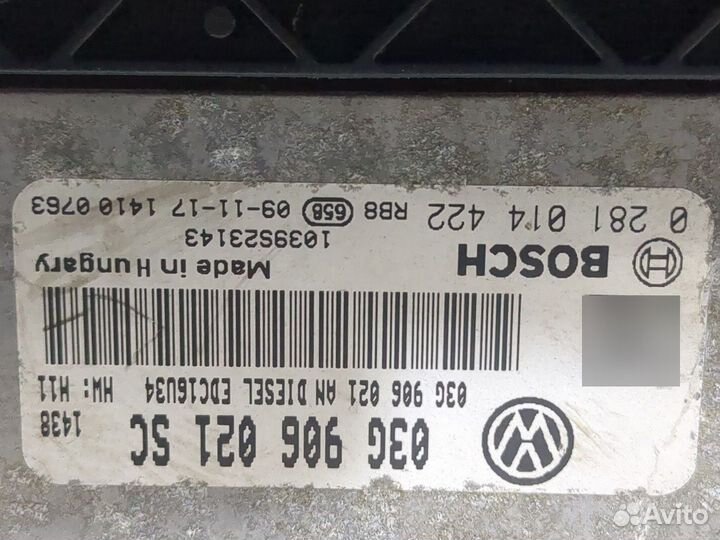 03G 906 021 SC 1438
03G 906 021 AN DIESEL EDC16U34 HW: H11
BOSCH Made in Hungary
1039S23143
0 281 014 422 RB8 65B 09-11-17 1410 0763
Avito